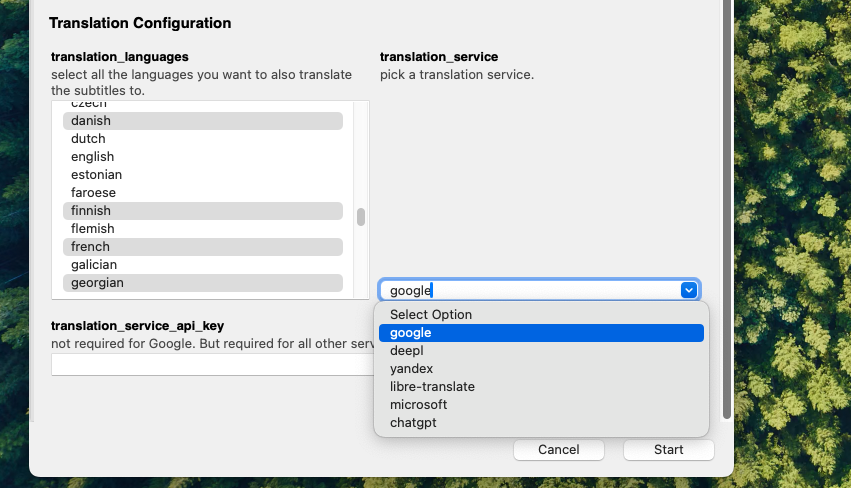 Translation Configuration
translation_languages
select all the languages you want to also translate
the subtitles to.
czech
danish
dutch
english
estonian
faroese
finnish
flemish
french
galician
georgian
translation_service
pick a translation service.
google
Select Option
google
deepl
yandex
libre-translate
microsoft
chatgpt
translation_service_api_key
not required for Google. But required for all other serv
Cancel
Start